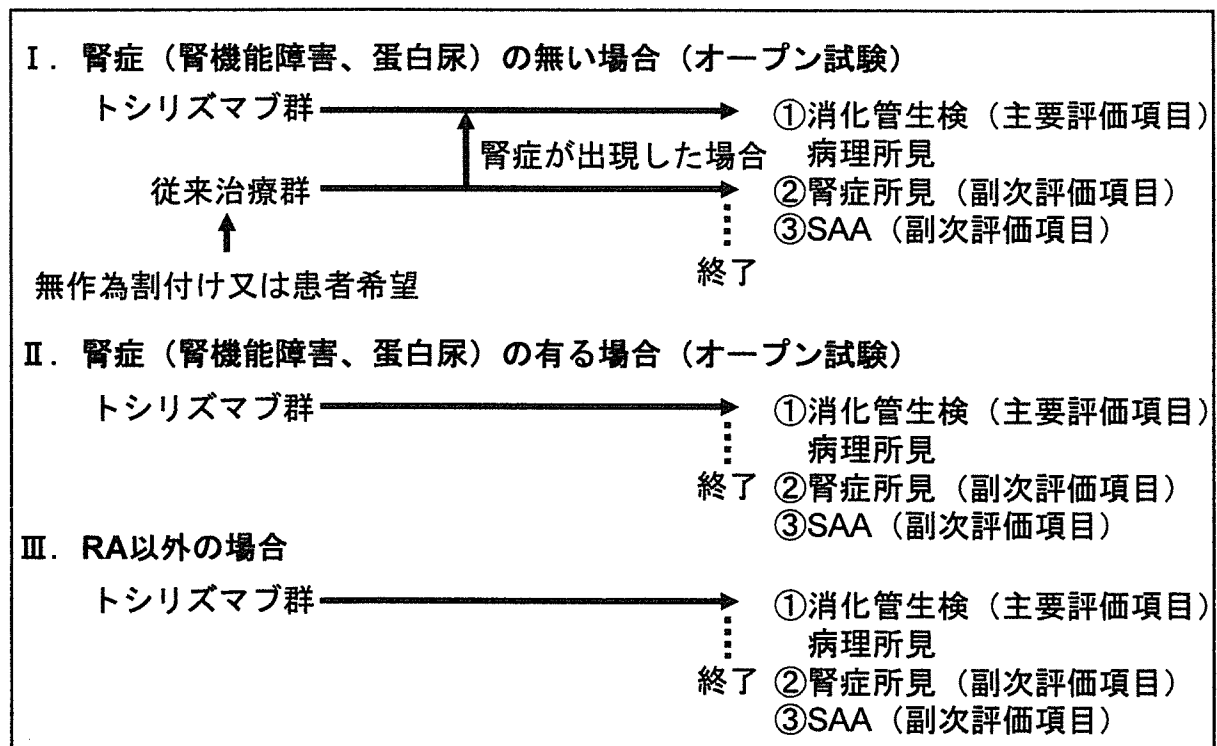 Ⅰ．腎症（腎機能障害、蛋白尿）の無い場合（オープン試験）
トシリズマブ群
①消化管生検（主要評価項目）
病理所見
腎症が出現した場合
従来治療群
②腎症所見（副次評価項目）
③SAA（副次評価項目）
終了
無作為割付け又は患者希望
Ⅱ．腎症（腎機能障害、蛋白尿）の有る場合（オープン試験）
トシリズマブ群
①消化管生検（主要評価項目）
病理所見
終了
②腎症所見（副次評価項目）
③SAA（副次評価項目）
Ⅲ．RA以外の場合
トシリズマブ群
①消化管生検（主要評価項目）
病理所見
終了
②腎症所見（副次評価項目）
③SAA（副次評価項目）